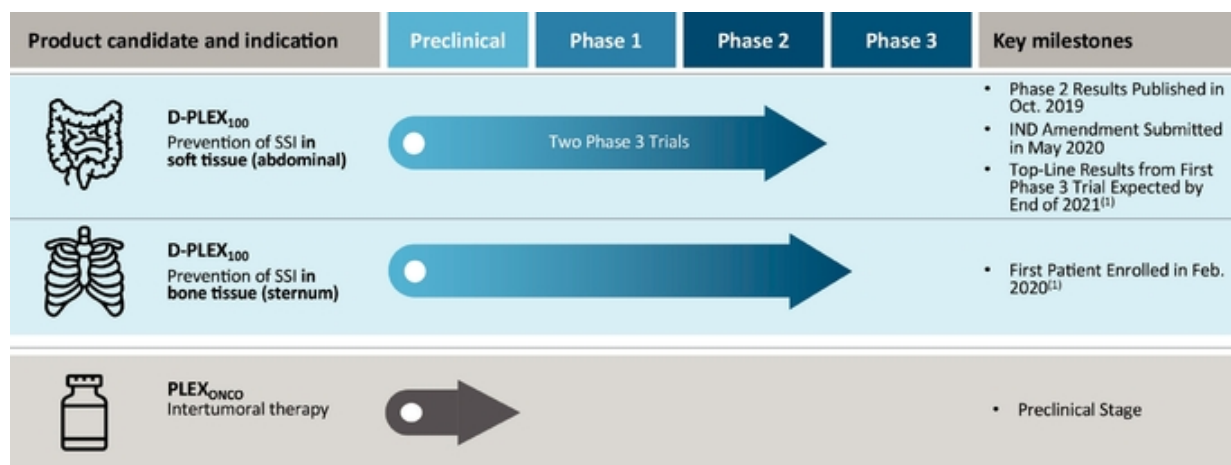 Product candidate and indication
Preclinical
Phase 1
Phase 2
Phase 3
Key milestones
D-PLEX100
Prevention of SSI in
soft tissue (abdominal)
Two Phase 3 Trials
• Phase 2 Results Published in
Oct. 2019
• IND Amendment Submitted
in May 2020
• Top-Line Results from First
Phase 3 Trial Expected by
End of 2021(1)
D-PLEX100
Prevention of SSI in
bone tissue (sternum)
• First Patient Enrolled in Feb.
2020(1)
PLEXONCO
Intertumoral therapy
• Preclinical Stage